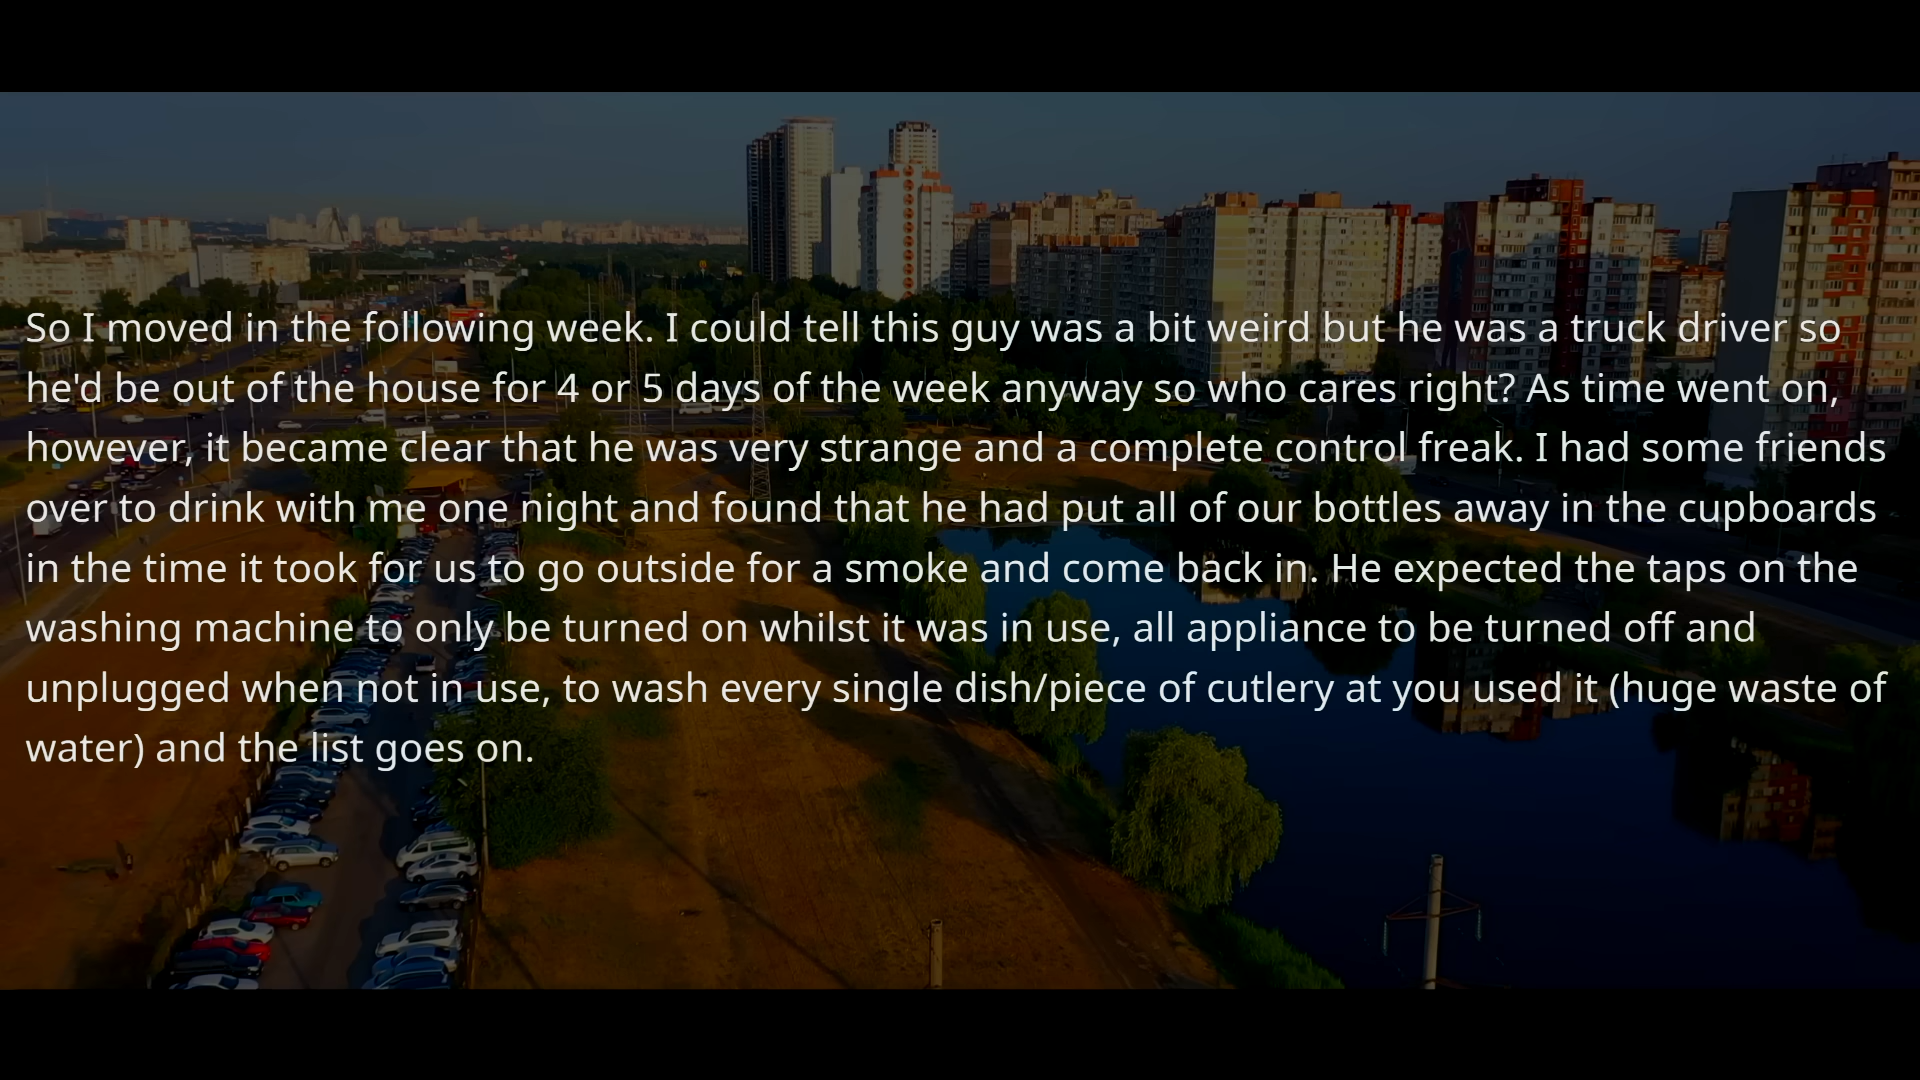 So I moved in the following week. I could tell this guy was a bit weird but he was a truck driver so
he'd be out of the house for 4 or 5 days of the week anyway so who cares right? As time went on,
however, it became clear that he was very strange and a complete control freak. I had some friends
over to drink with me one night and found that he had put all of our bottles away in the cupboards
in the time it took for us to go outside for a smoke and come back in. He expected the taps on the
washing machine to only be turned on whilst it was in use, all appliance to be turned off and
unplugged when not in use, to wash every single dish/piece of cutlery at you used it (huge waste of
water) and the list goes on.